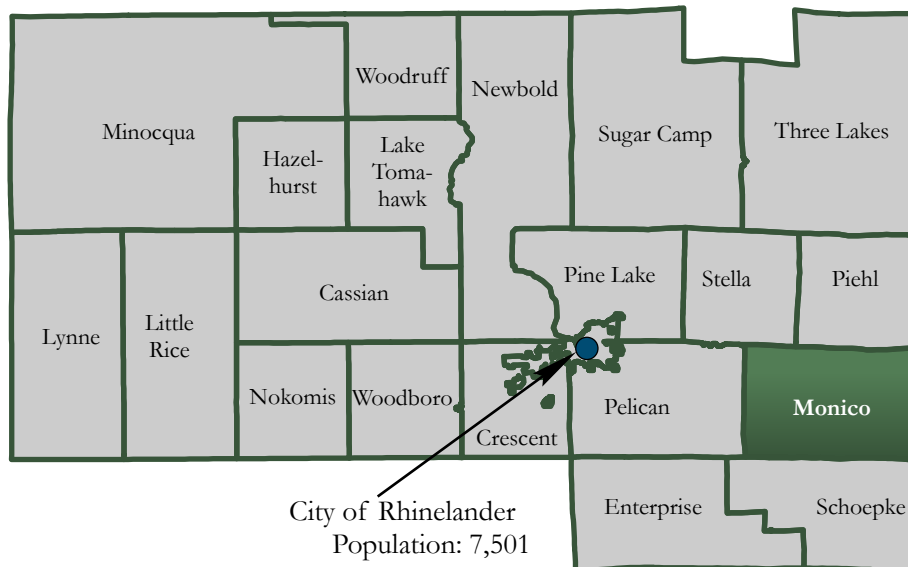 Woodruff
Newbold
Minocqua
Sugar Camp
Three Lakes
Hazel-
hurst
Lake
Toma-
hawk
Pine Lake
Stella
Piehl
Cassian
Lynne
Little
Rice
Nokomis
Woodboro
Crescent
Pelican
Monico
Enterprise
Schoepke
City of Rhinelander
Population: 7,501